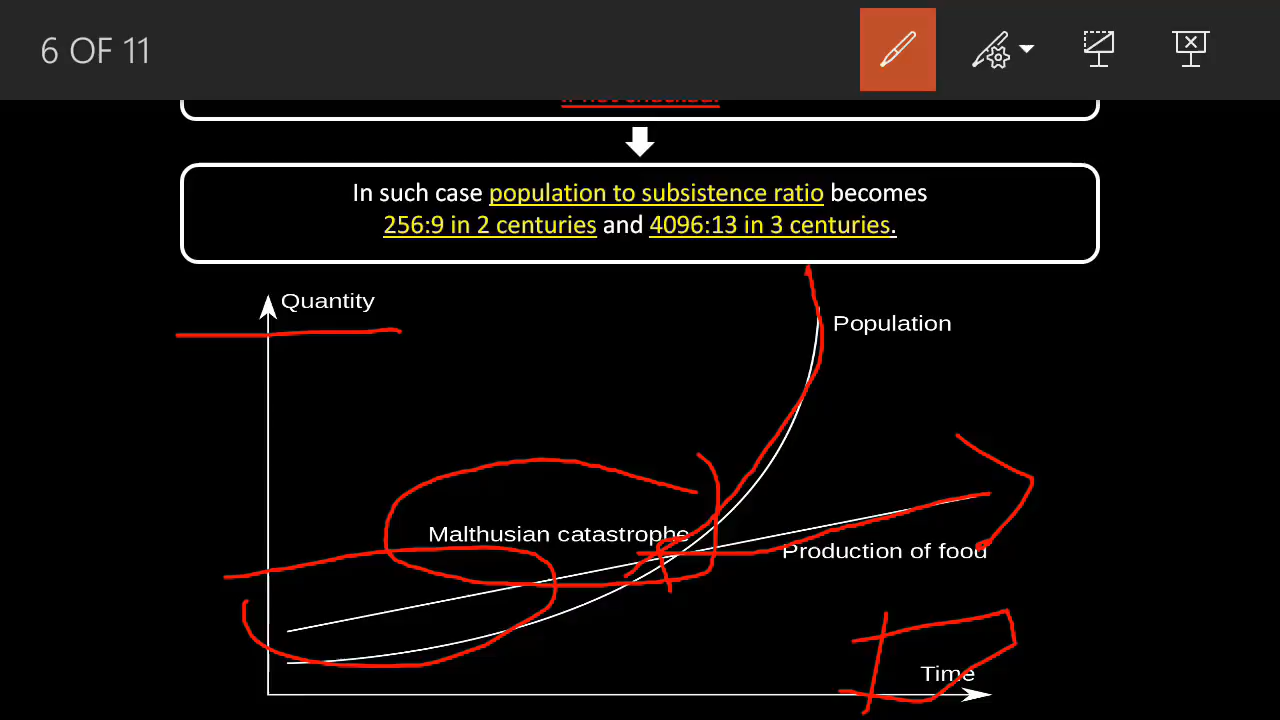 6 OF 11
In such case population to subsistence ratio becomes
256:9 in 2 centuries and 4096:13 in 3 centuries.
Quantity
Population
Malthusian catastrophe
Production of food
Time